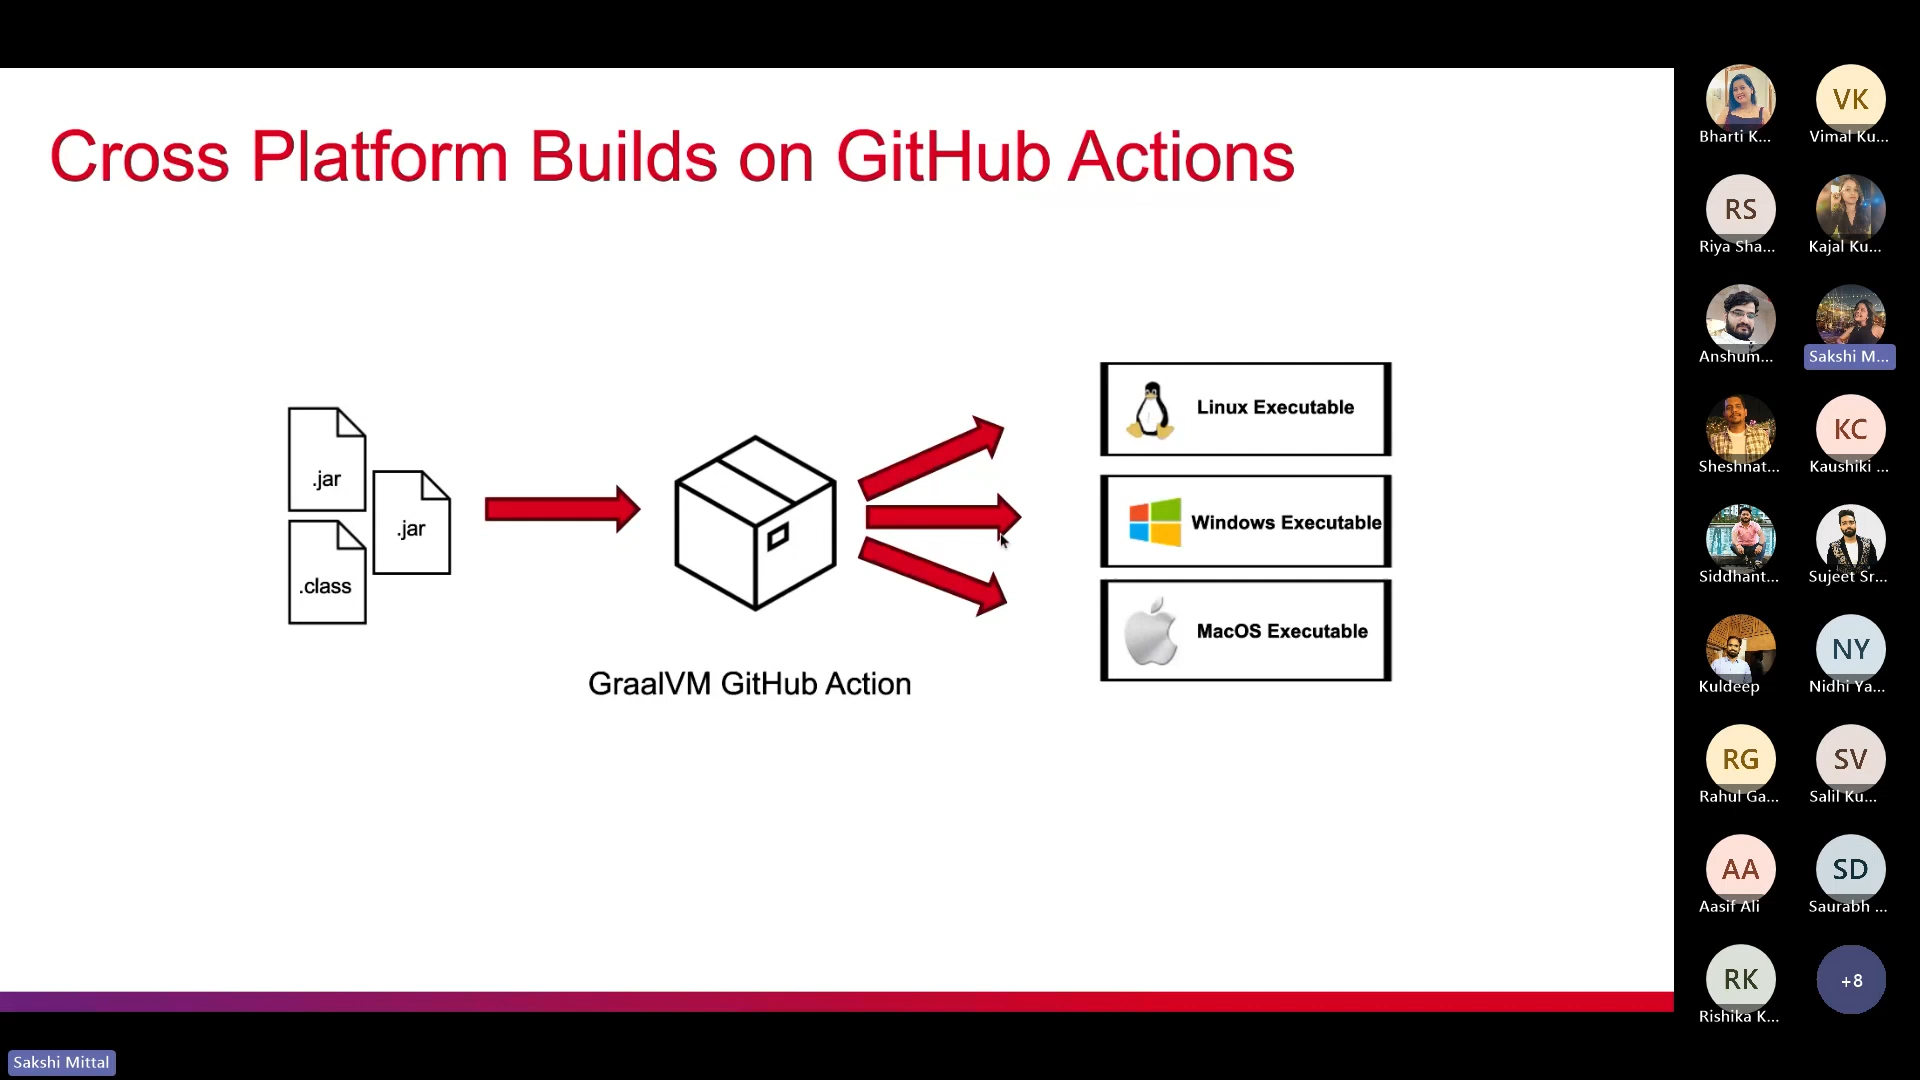 Cross Platform Builds on GitHub Actions
.jar
.jar
.class
GraalVM GitHub Action
Linux Executable
Windows Executable
MacOS Executable
Bharti K...
VK
Vimal Ku...
RS
Riya Sha...
Kajal Ku...
Anshum...
Sakshi M...
Sheshnat...
KC
Kaushiki ...
Siddhant...
Sujeet Sr...
Kuldeep
NY
Nidhi Ya...
RG
Rahul Ga...
SV
Salil Ku...
AA
Aasif Ali
SD
Saurabh ...
RK
Rishika K...
+8
Sakshi Mittal